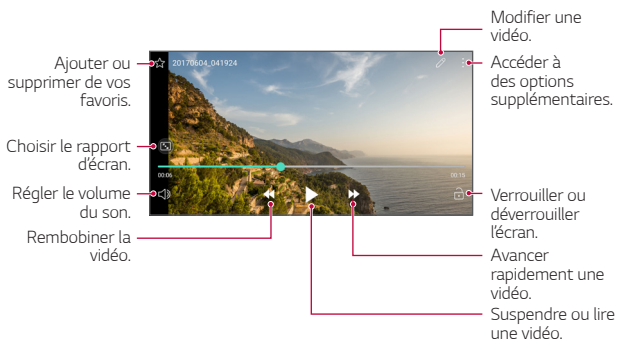 Modifier une
vidéo.
Ajouter ou
supprimer de vos
favoris.
20170604_041924
Accéder à
des options
supplémentaires.
Choisir le rapport
d'écran.
00:06
00:15
Régler le volume
du son.
Verrouiller ou
déverrouiller
l'écran.
Rembobiner la
vidéo.
Avancer
rapidement une
vidéo.
Suspendre ou lire
une vidéo.